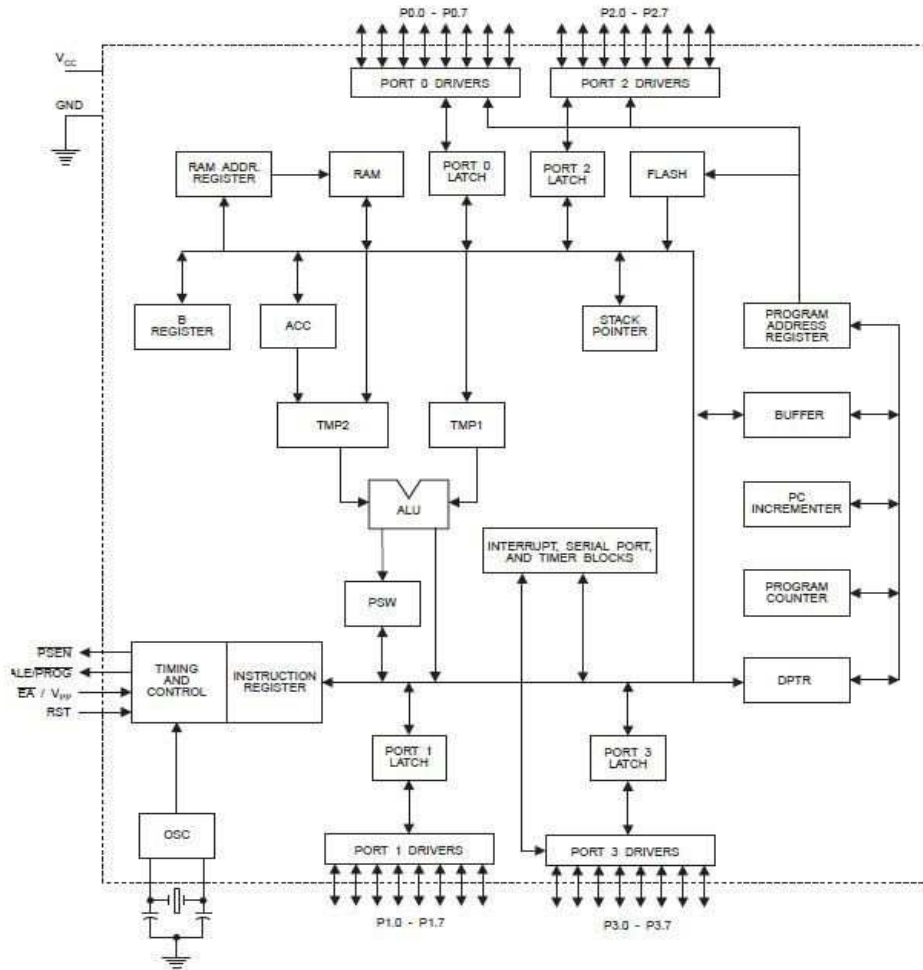 P0.0 - P0.7
P2.0 - P2.7
VCC
GND
PORT 0 DRIVERS
PORT 2 DRIVERS
RAM ADDR.
REGISTER
RAM
PORT 0
LATCH
PORT 2
LATCH
FLASH
B
REGISTER
ACC
STACK
POINTER
PROGRAM
ADDRESS
REGISTER
TMP2
TMP1
BUFFER
ALU
PC
INCREMENTER
INTERRUPT, SERIAL PORT,
AND TIMER BLOCKS
PSW
PROGRAM
COUNTER
PSEN
ALE/PROG
EA / VPP
RST
TIMING
AND
CONTROL
INSTRUCTION
REGISTER
DPTR
PORT 1
LATCH
PORT 3
LATCH
OSC
PORT 1 DRIVERS
PORT 3 DRIVERS
P1.0 - P1.7
P3.0 - P3.7